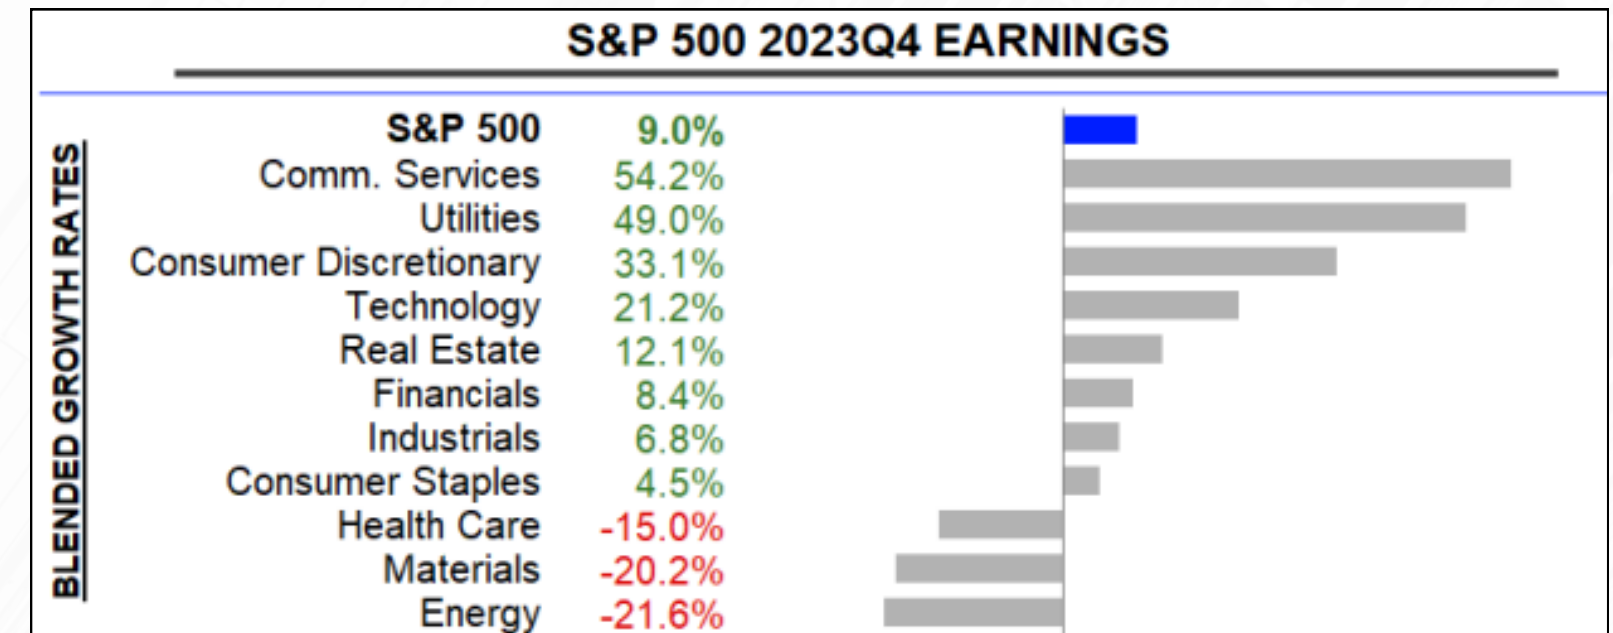 S&P 500 2023Q4 EARNINGS
BLENDED GROWTH RATES
S&P 500 9.0%
Comm. Services 54.2%
Utilities 49.0%
Consumer Discretionary 33.1%
Technology 21.2%
Real Estate 12.1%
Financials 8.4%
Industrials 6.8%
Consumer Staples 4.5%
Health Care -15.0%
Materials -20.2%
Energy -21.6%